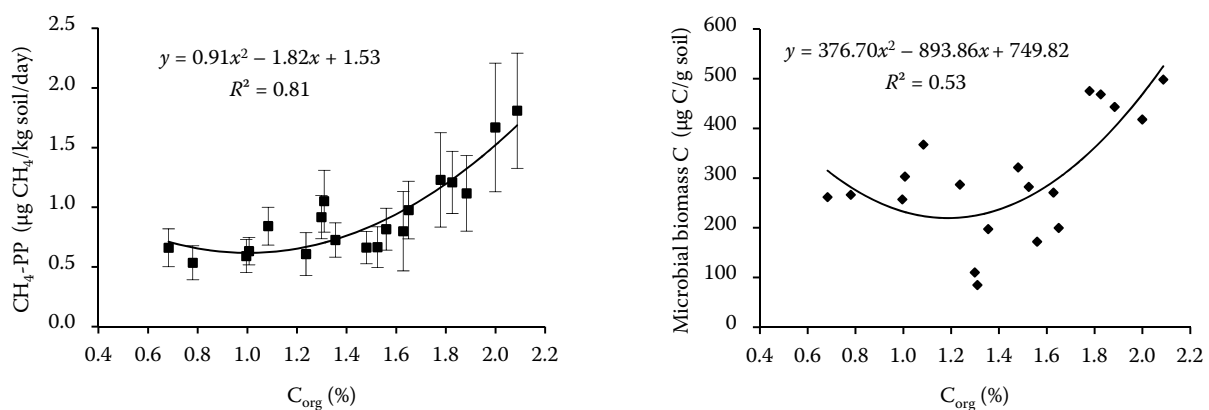 CH₄-PP (µg CH₄/kg soil/day)
2.5
2.0
1.5
1.0
0.5
0.0
y = 0.91x² − 1.82x + 1.53
R² = 0.81
0.4 0.6 0.8 1.0 1.2 1.4 1.6 1.8 2.0 2.2
C_org (%)
Microbial biomass C (µg C/g soil)
600
500
400
300
200
100
0
y = 376.70x² − 893.86x + 749.82
R² = 0.53
0.4 0.6 0.8 1.0 1.2 1.4 1.6 1.8 2.0 2.2
C_org (%)